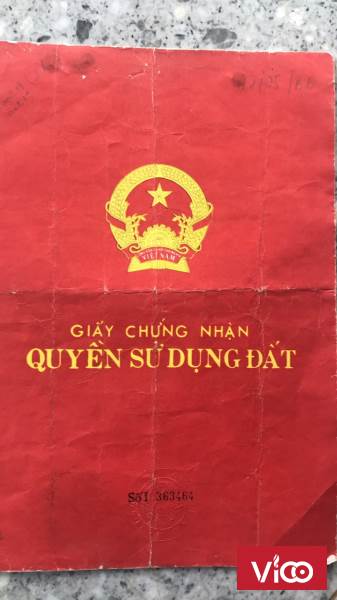 VIỆT NAM
GIẤY CHỨNG NHẬN
QUYỀN SỬ DỤNG ĐẤT
Số: 363464
Vico